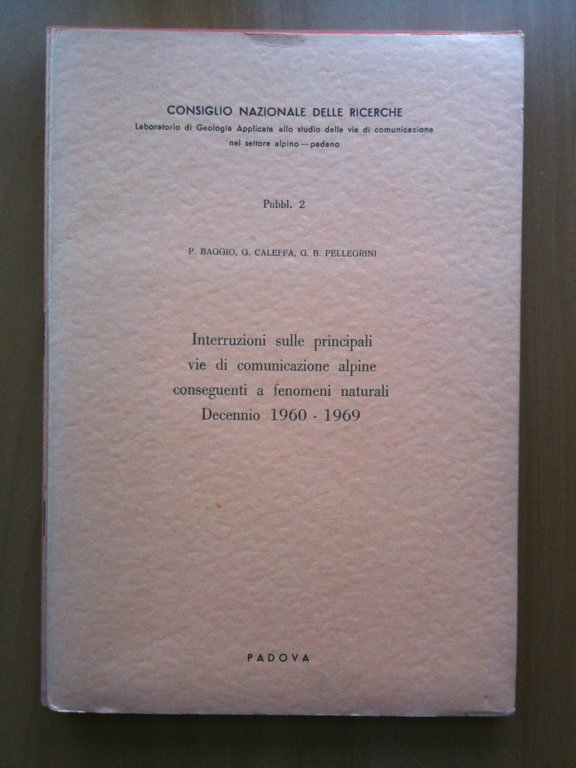 CONSIGLIO NAZIONALE DELLE RICERCHE
Laboratorio di Geologia Applicata allo studio delle vie di comunicazione
nel settore alpino—padano
Pubbl. 2
P. BAGGIO, G. CALEFFA, G. B. PELLEGRINI
Interruzioni sulle principali
vie di comunicazione alpine
conseguenti a fenomeni naturali
Decennio 1960 - 1969
PADOVA